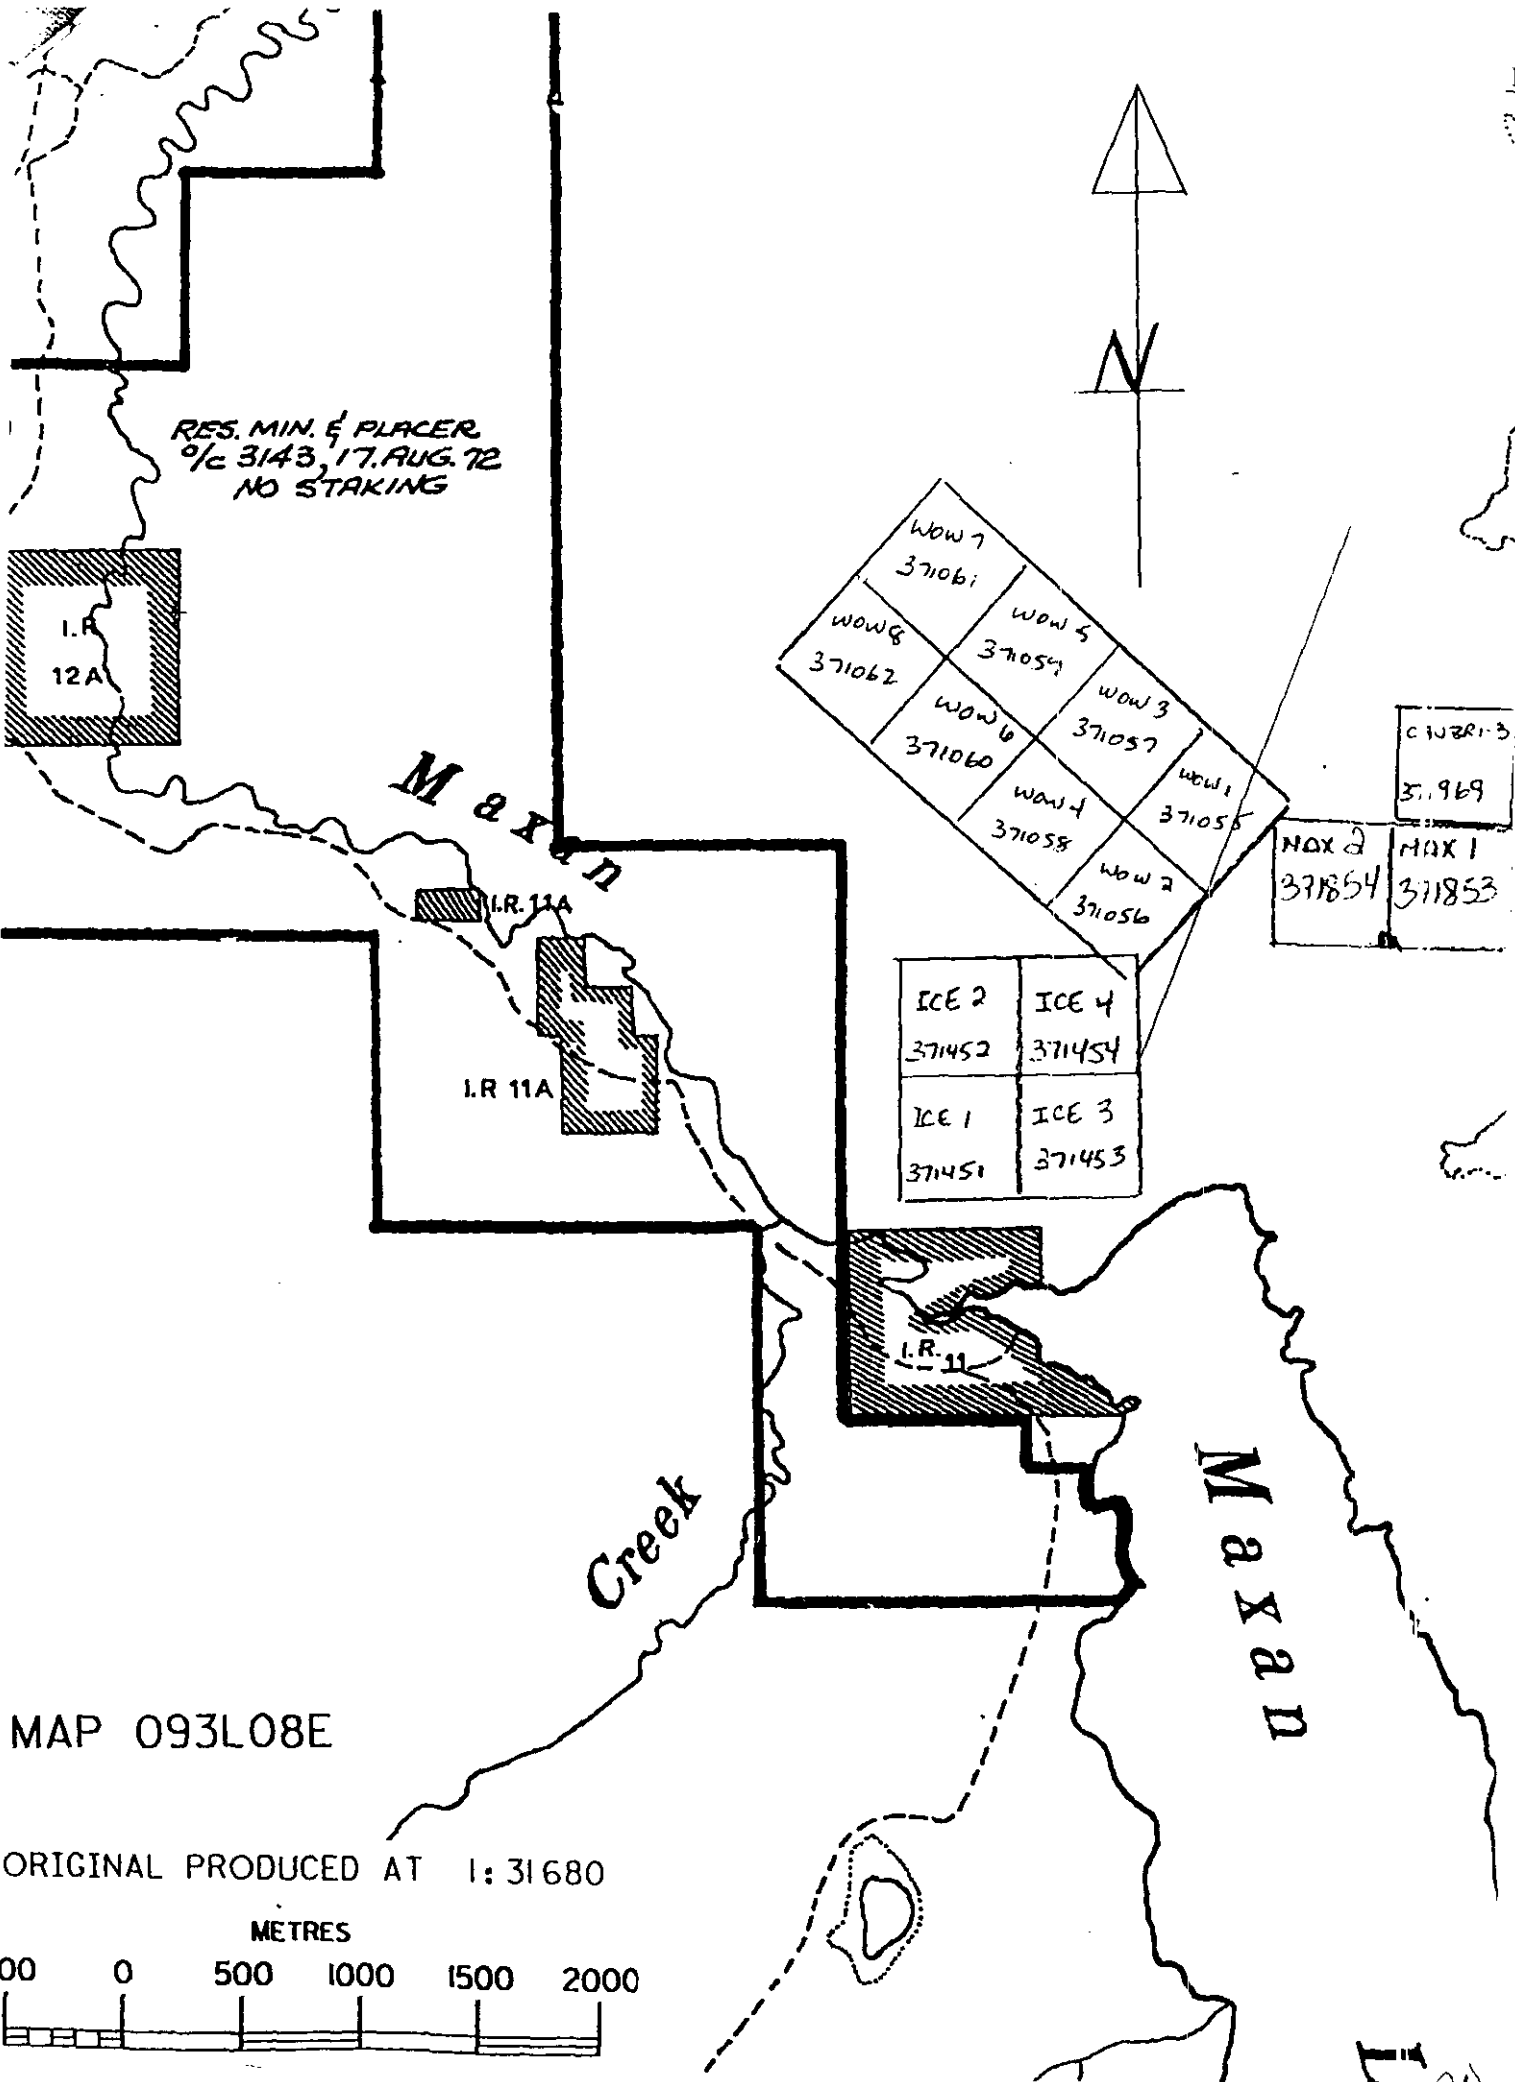 N
RES. MIN. & PLACER
O/C 3143, 17. AUG. 72
NO STAKING
WOW 7
371061
WOW 8
371062
WOW 5
371059
WOW 6
371060
WOW 3
371057
WOW 4
371058
WOW 1
371055
WOW 2
371056
I.R
12A
Maxan
I.R. 11A
I.R 11A
MAX 2
371854
MAX 1
371853
ICE 2
371452
ICE 4
371454
ICE 1
371451
ICE 3
371453
I.R. 11
Creek
Maxan
MAP 093L08E
ORIGINAL PRODUCED AT 1:31680
METRES
00 0 500 1000 1500 2000